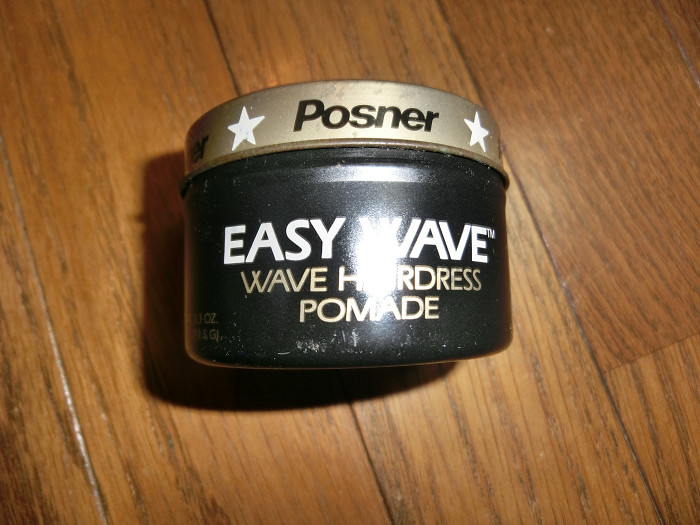 Posner
EASY WAVE™
WAVE HAIRDRESS
POMADE
OZ.